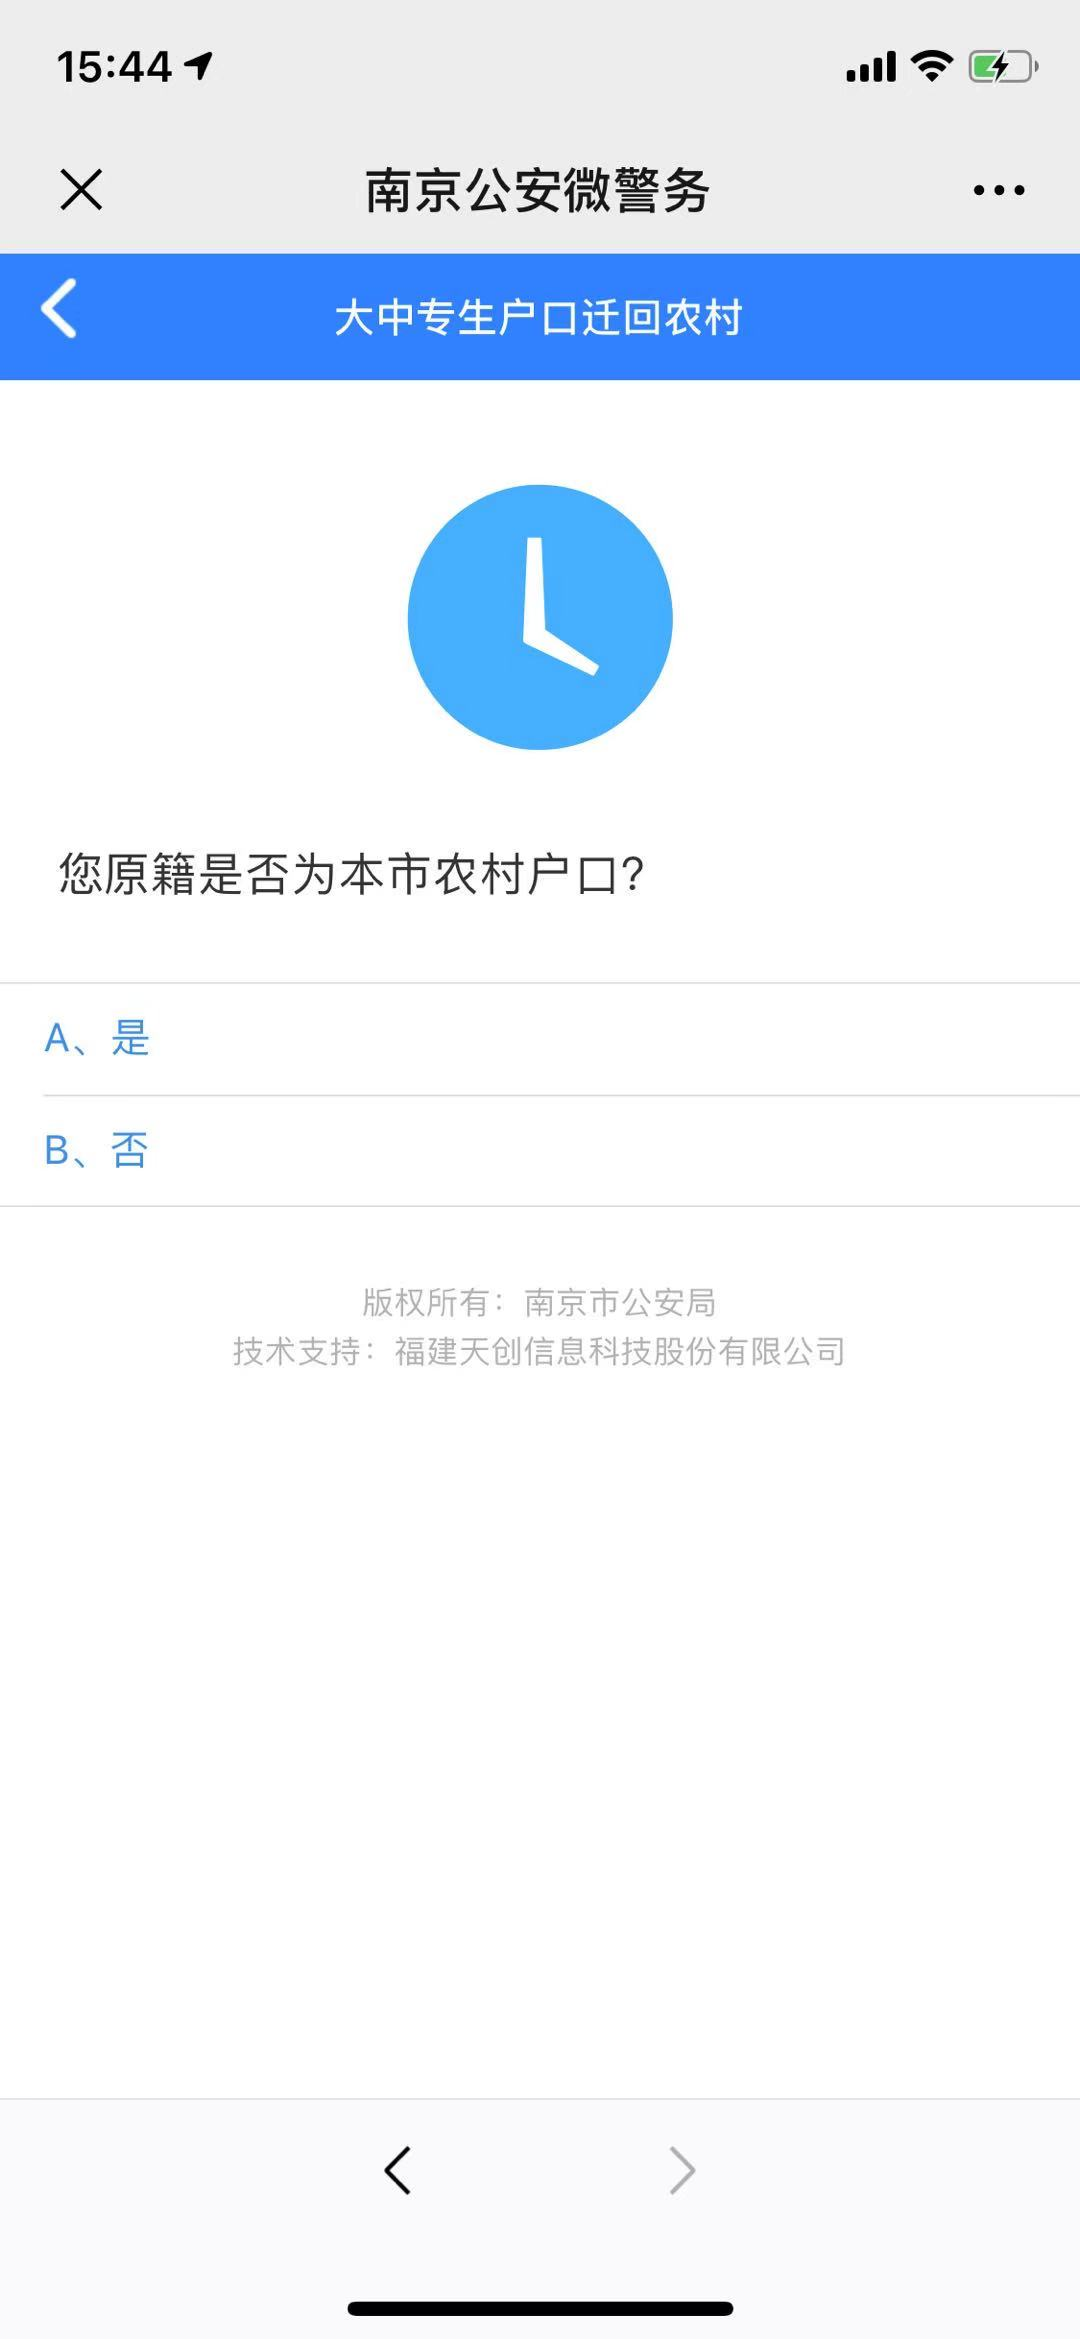 15:44
南京公安微警务
大中专生户口迁回农村
您原籍是否为本市农村户口?
A、是
B、否
版权所有：南京市公安局
技术支持：福建天创信息科技股份有限公司